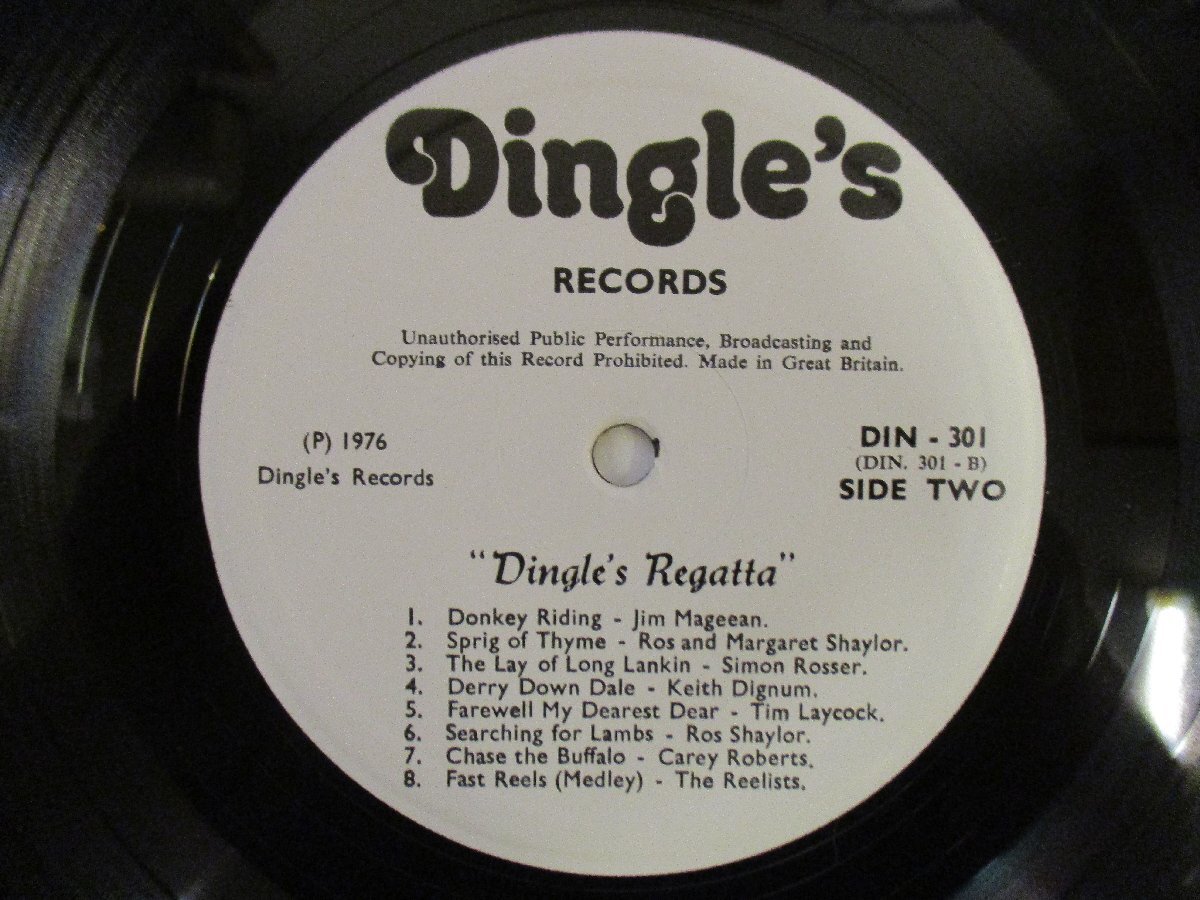 Dingle's
RECORDS
Unauthorised Public Performance, Broadcasting and
Copying of this Record Prohibited. Made in Great Britain.
(P) 1976
Dingle's Records
DIN - 301
(DIN. 301 - B)
SIDE TWO
"Dingle's Regatta"
1. Donkey Riding - Jim Mageean.
2. Sprig of Thyme - Ros and Margaret Shaylor.
3. The Lay of Long Lankin - Simon Rosser.
4. Derry Down Dale - Keith Dignum.
5. Farewell My Dearest Dear - Tim Laycock.
6. Searching for Lambs - Ros Shaylor.
7. Chase the Buffalo - Carey Roberts.
8. Fast Reels (Medley) - The Reelists.